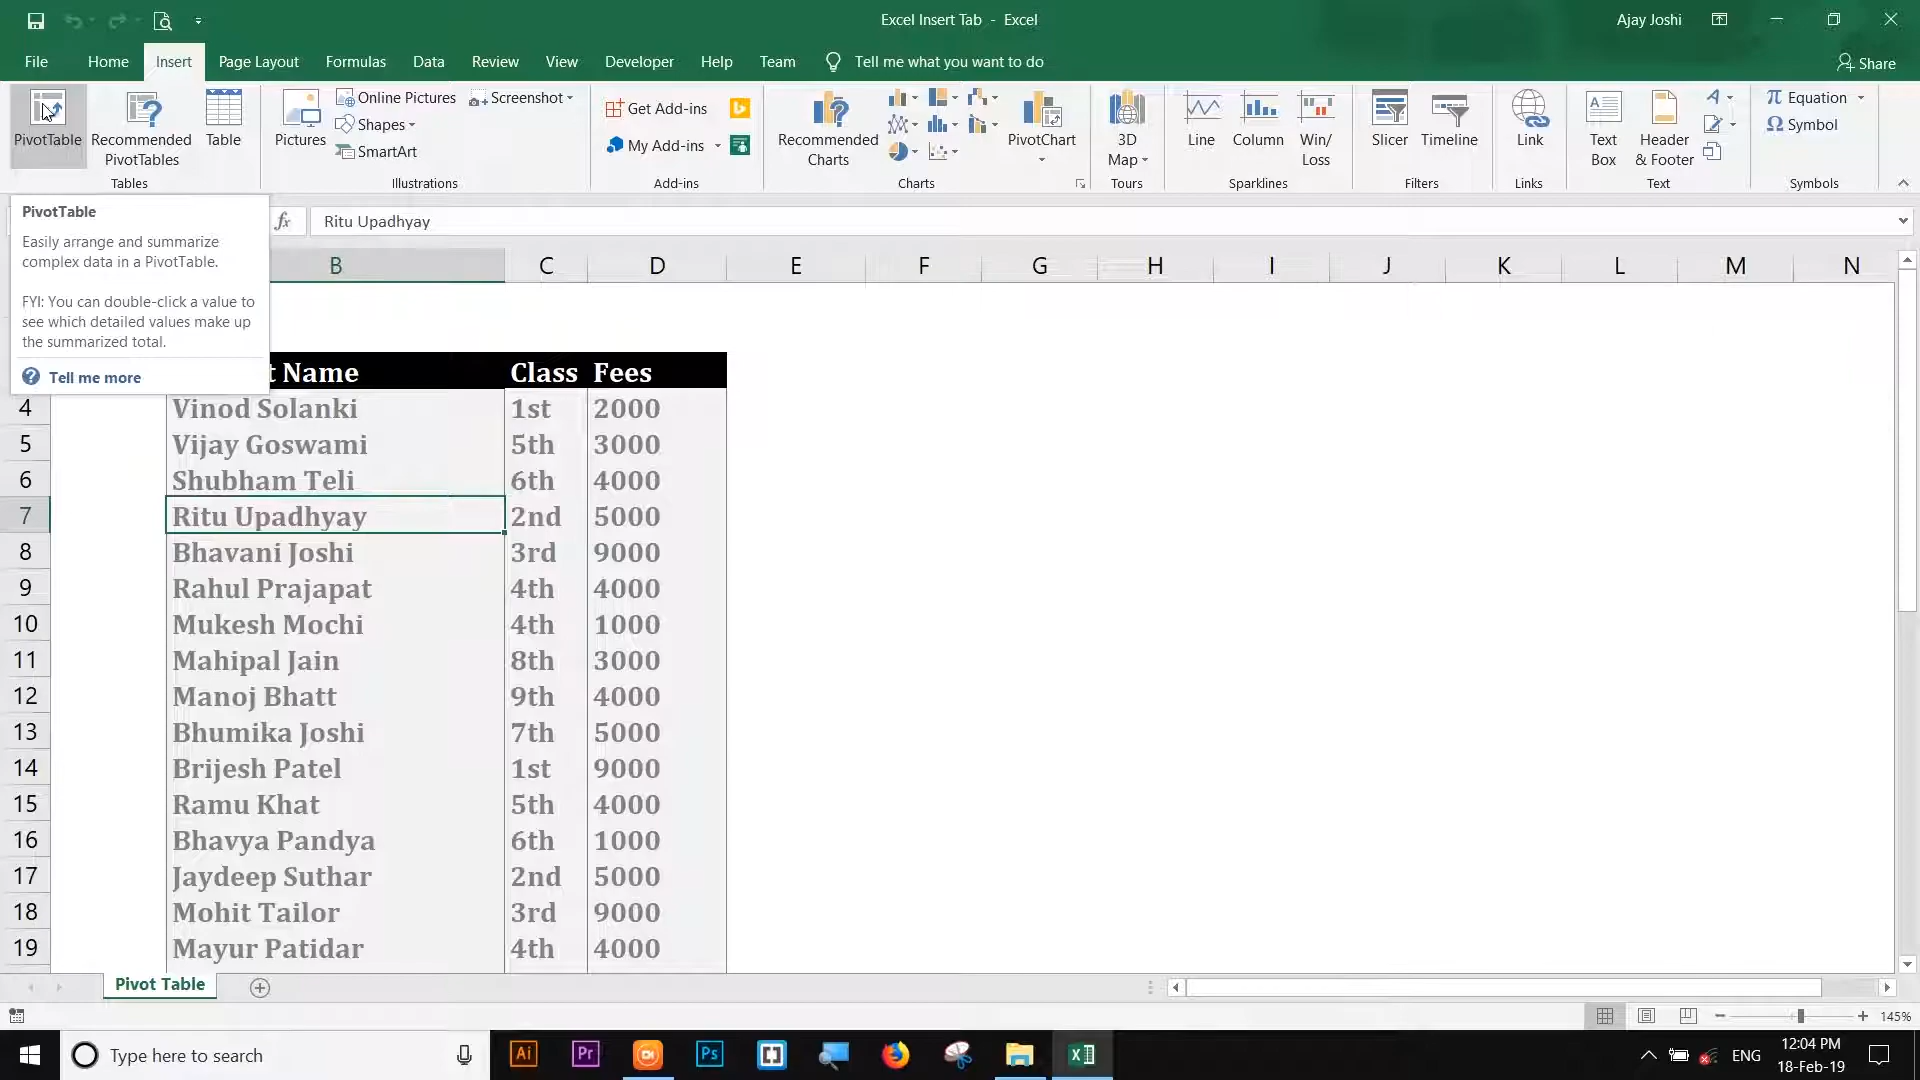 Excel Insert Tab - Excel
Ajay Joshi
File Home Insert Page Layout Formulas Data Review View Developer Help Team Tell me what you want to do Share
PivotTable
Recommended
PivotTables
Table
Tables
Pictures
Online Pictures
Shapes
SmartArt
Screenshot
Illustrations
Get Add-ins
My Add-ins
Add-ins
Recommended
Charts
PivotChart
Charts
3D
Map
Tours
Line
Column
Win/
Loss
Sparklines
Slicer
Timeline
Filters
Link
Links
Text
Box
Header
& Footer
Text
π Equation
Ω Symbol
Symbols
PivotTable
Easily arrange and summarize
complex data in a PivotTable.
FYI: You can double-click a value to
see which detailed values make up
the summarized total.
? Tell me more
fx Ritu Upadhyay
B C D E F G H I J K L M N
t Name Class Fees
4 Vinod Solanki 1st 2000
5 Vijay Goswami 5th 3000
6 Shubham Teli 6th 4000
7 Ritu Upadhyay 2nd 5000
8 Bhavani Joshi 3rd 9000
9 Rahul Prajapat 4th 4000
10 Mukesh Mochi 4th 1000
11 Mahipal Jain 8th 3000
12 Manoj Bhatt 9th 4000
13 Bhumika Joshi 7th 5000
14 Brijesh Patel 1st 9000
15 Ramu Khat 5th 4000
16 Bhavya Pandya 6th 1000
17 Jaydeep Suthar 2nd 5000
18 Mohit Tailor 3rd 9000
19 Mayur Patidar 4th 4000
Pivot Table
145%
Type here to search
Ai Pr Ps
ENG
12:04 PM
18-Feb-19